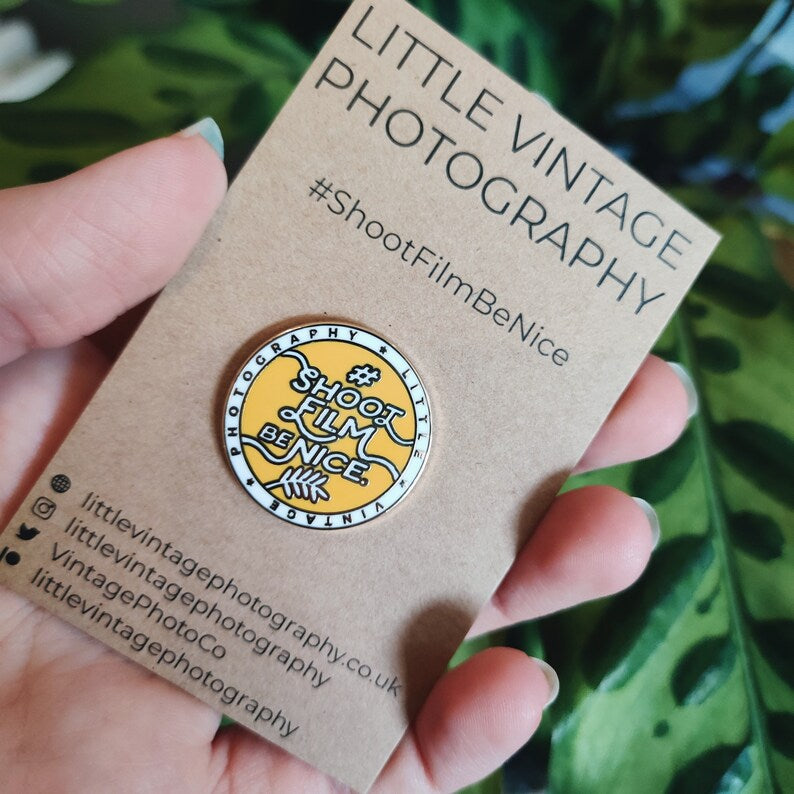 LITTLE VINTAGE
PHOTOGRAPHY
#ShootFilmBeNice
PHOTOGRAPHY * LITTLE * VINTAGE *
#
SHOOT
FILM
BE NICE.
littlevintagephotography.co.uk
littlevintagephotography
VintagePhotoCo
littlevintagephotography